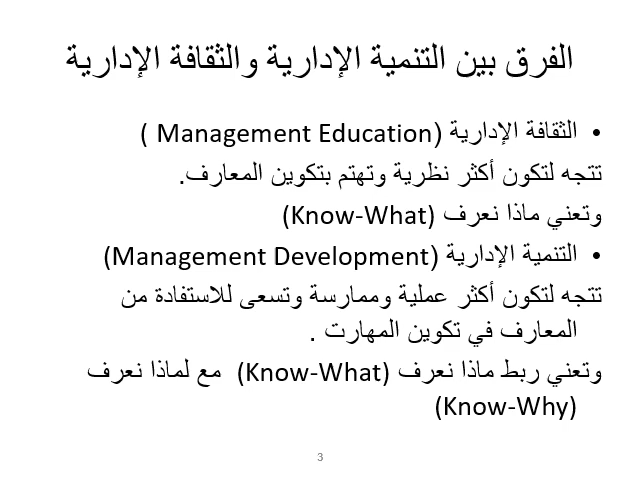 الفرق بين التنمية الإدارية والثقافة الإدارية
• الثقافة الإدارية (Management Education )
تتجه لتكون أكثر نظرية وتهتم بتكوين المعارف.
وتعني ماذا نعرف (Know-What)
• التنمية الإدارية (Management Development)
تتجه لتكون أكثر عملية وممارسة وتسعى للاستفادة من
المعارف في تكوين المهارت .
وتعني ربط ماذا نعرف (Know-What) مع لماذا نعرف
(Know-Why)
3